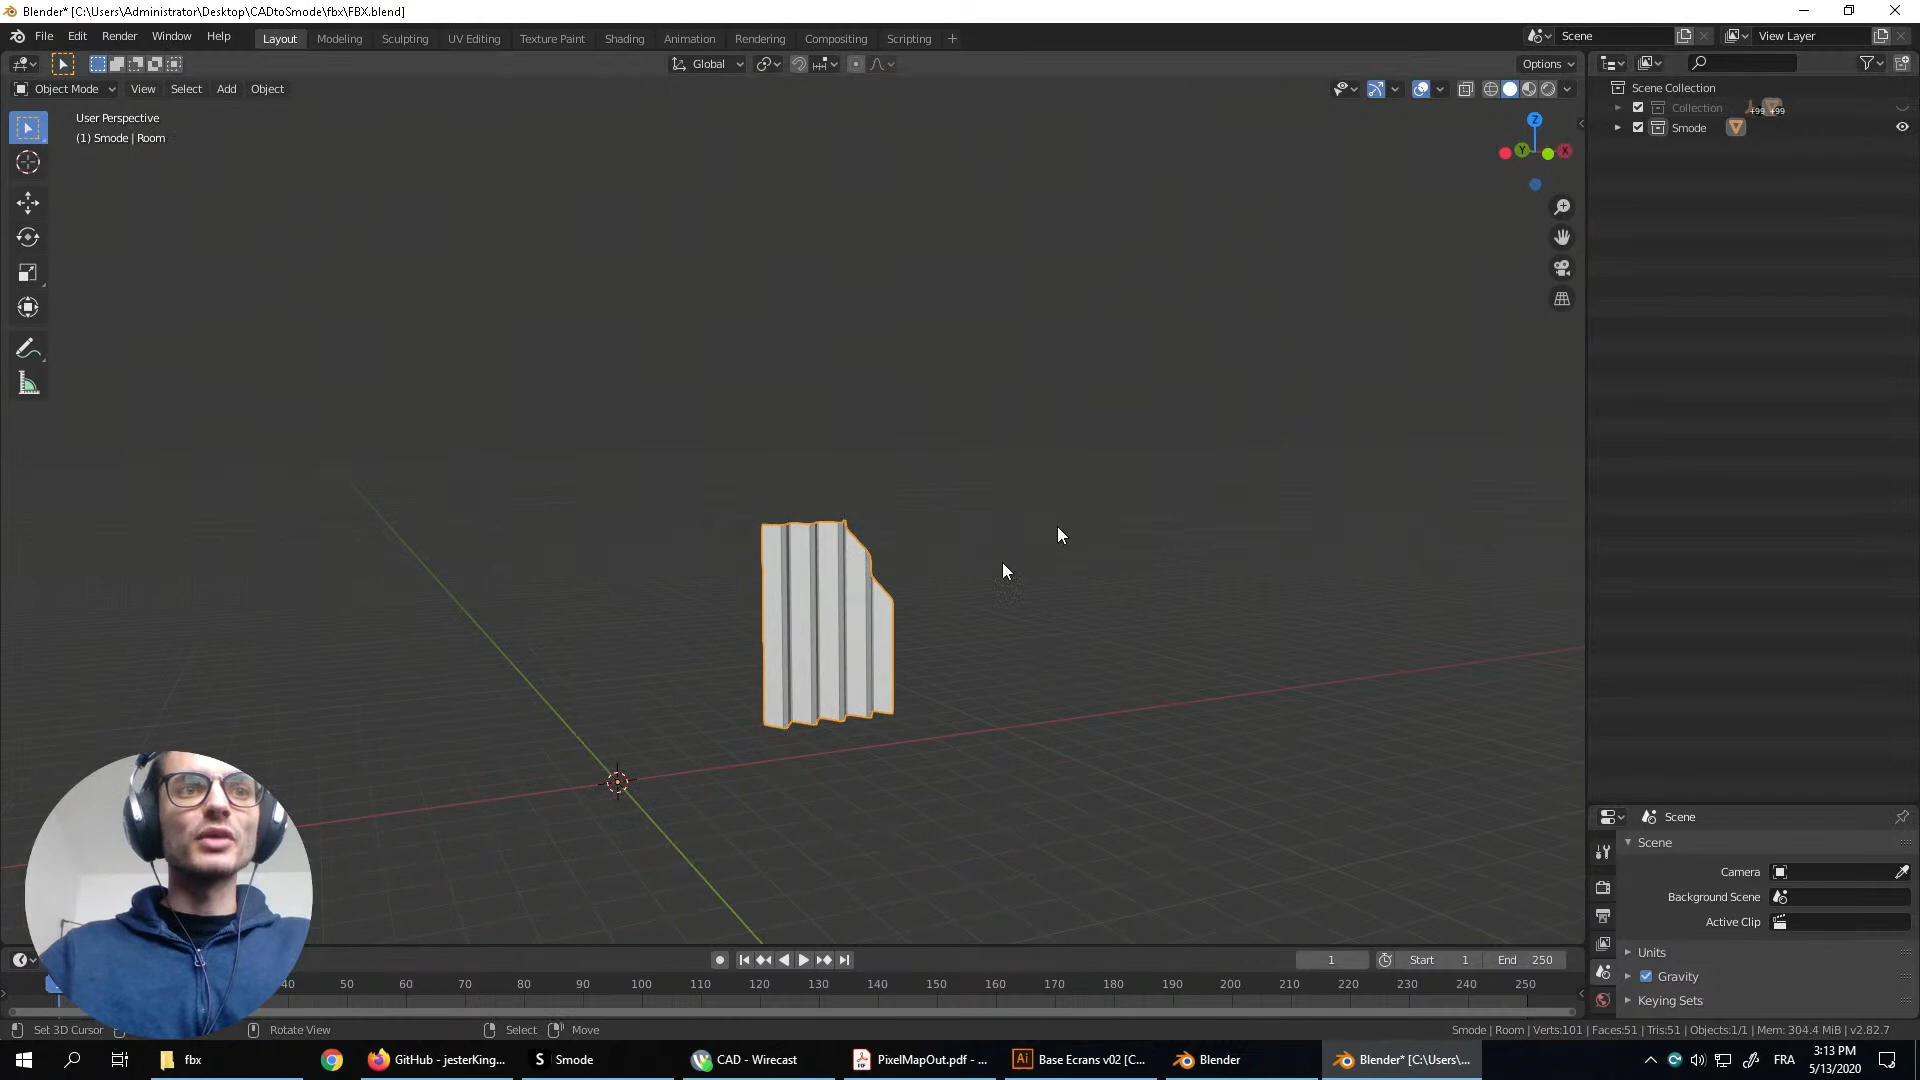 Blender* [C:\Users\Administrator\Desktop\CADtoSmode\fbx\FBX.blend]
File Edit Render Window Help Layout Modeling Sculpting UV Editing Texture Paint Shading Animation Rendering Compositing Scripting + Scene View Layer
Global Options
Object Mode View Select Add Object
User Perspective
(1) Smode | Room
Z
Y X
Scene Collection
Collection +99 +99
Smode
Scene
Scene
Camera
Background Scene
Active Clip
Units
Gravity
Keying Sets
1 Start 1 End 250
40 50 60 70 80 90 100 110 120 130 140 150 160 170 180 190 200 210 220 230 240 250
Set 3D Cursor Rotate View Select Move Smode | Room | Verts:101 | Faces:51 | Tris:51 | Objects:1/1 | Mem: 304.4 MiB | v2.82.7
fbx GitHub - jesterKing... S Smode CAD - Wirecast PixelMapOut.pdf - ... Ai Base Ecrans v02 [C... Blender Blender* [C:\Users\... FRA 3:13 PM
5/13/2020